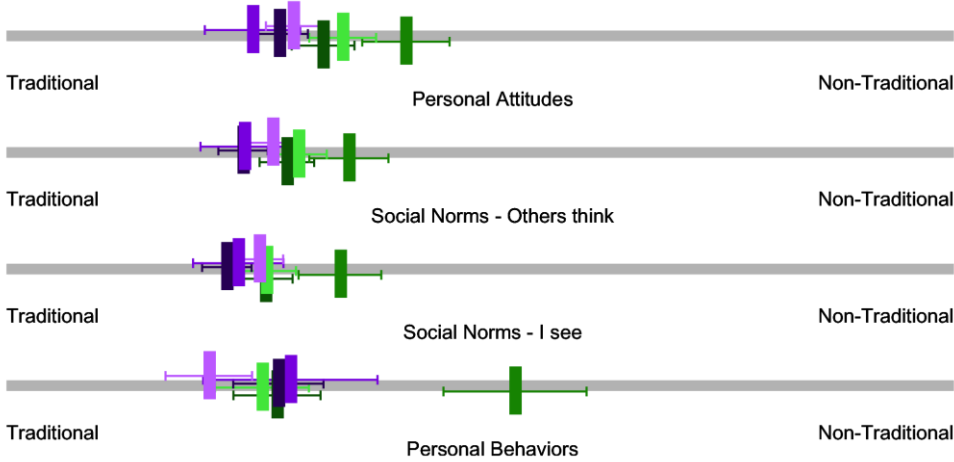 Traditional
Non-Traditional
Personal Attitudes
Traditional
Non-Traditional
Social Norms - Others think
Traditional
Non-Traditional
Social Norms - I see
Traditional
Non-Traditional
Personal Behaviors